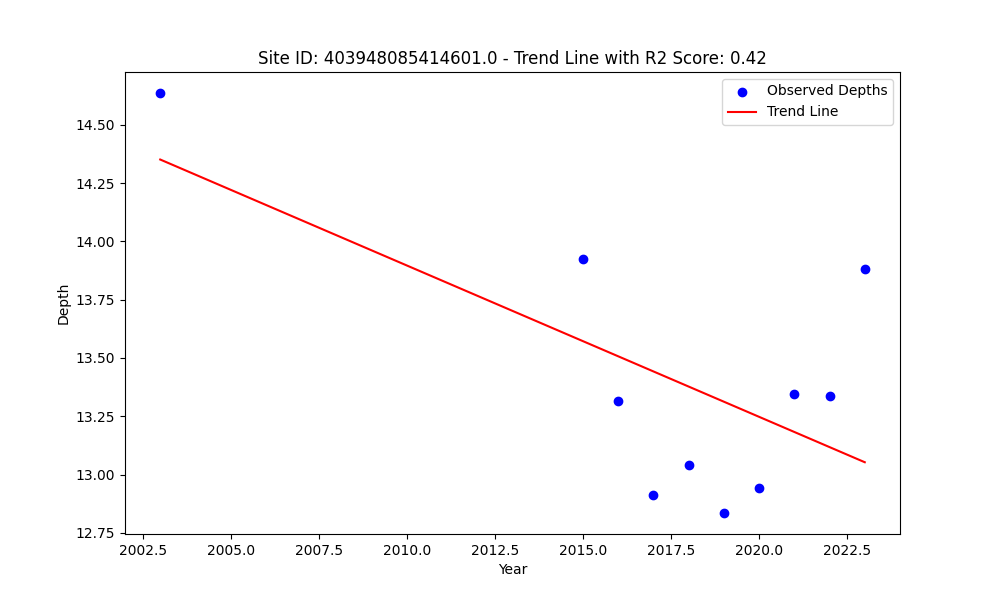 Site ID: 403948085414601.0 - Trend Line with R2 Score: 0.42
Observed Depths
Trend Line
14.50
14.25
14.00
13.75
13.50
13.25
13.00
12.75
Depth
2002.5 2005.0 2007.5 2010.0 2012.5 2015.0 2017.5 2020.0 2022.5
Year